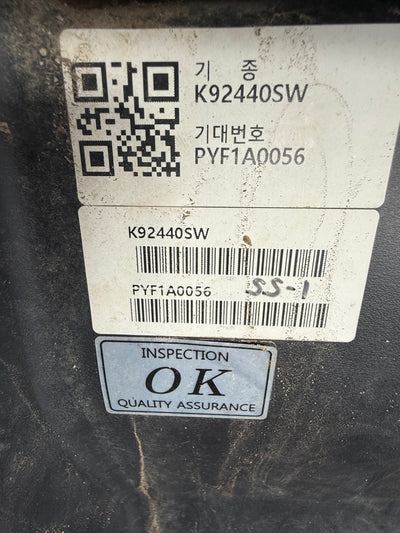 기 종
K92440SW
기대번호
PYF1A0056
K92440SW
PYF1A0056 SS-1
INSPECTION
OK
QUALITY ASSURANCE